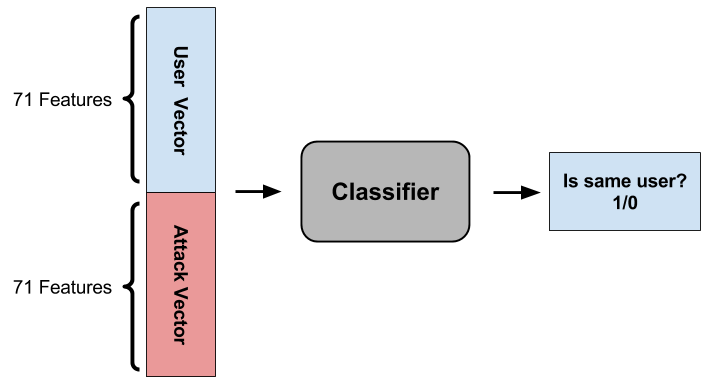 71 Features
User Vector
Attack Vector
71 Features
Classifier
Is same user?
1/0